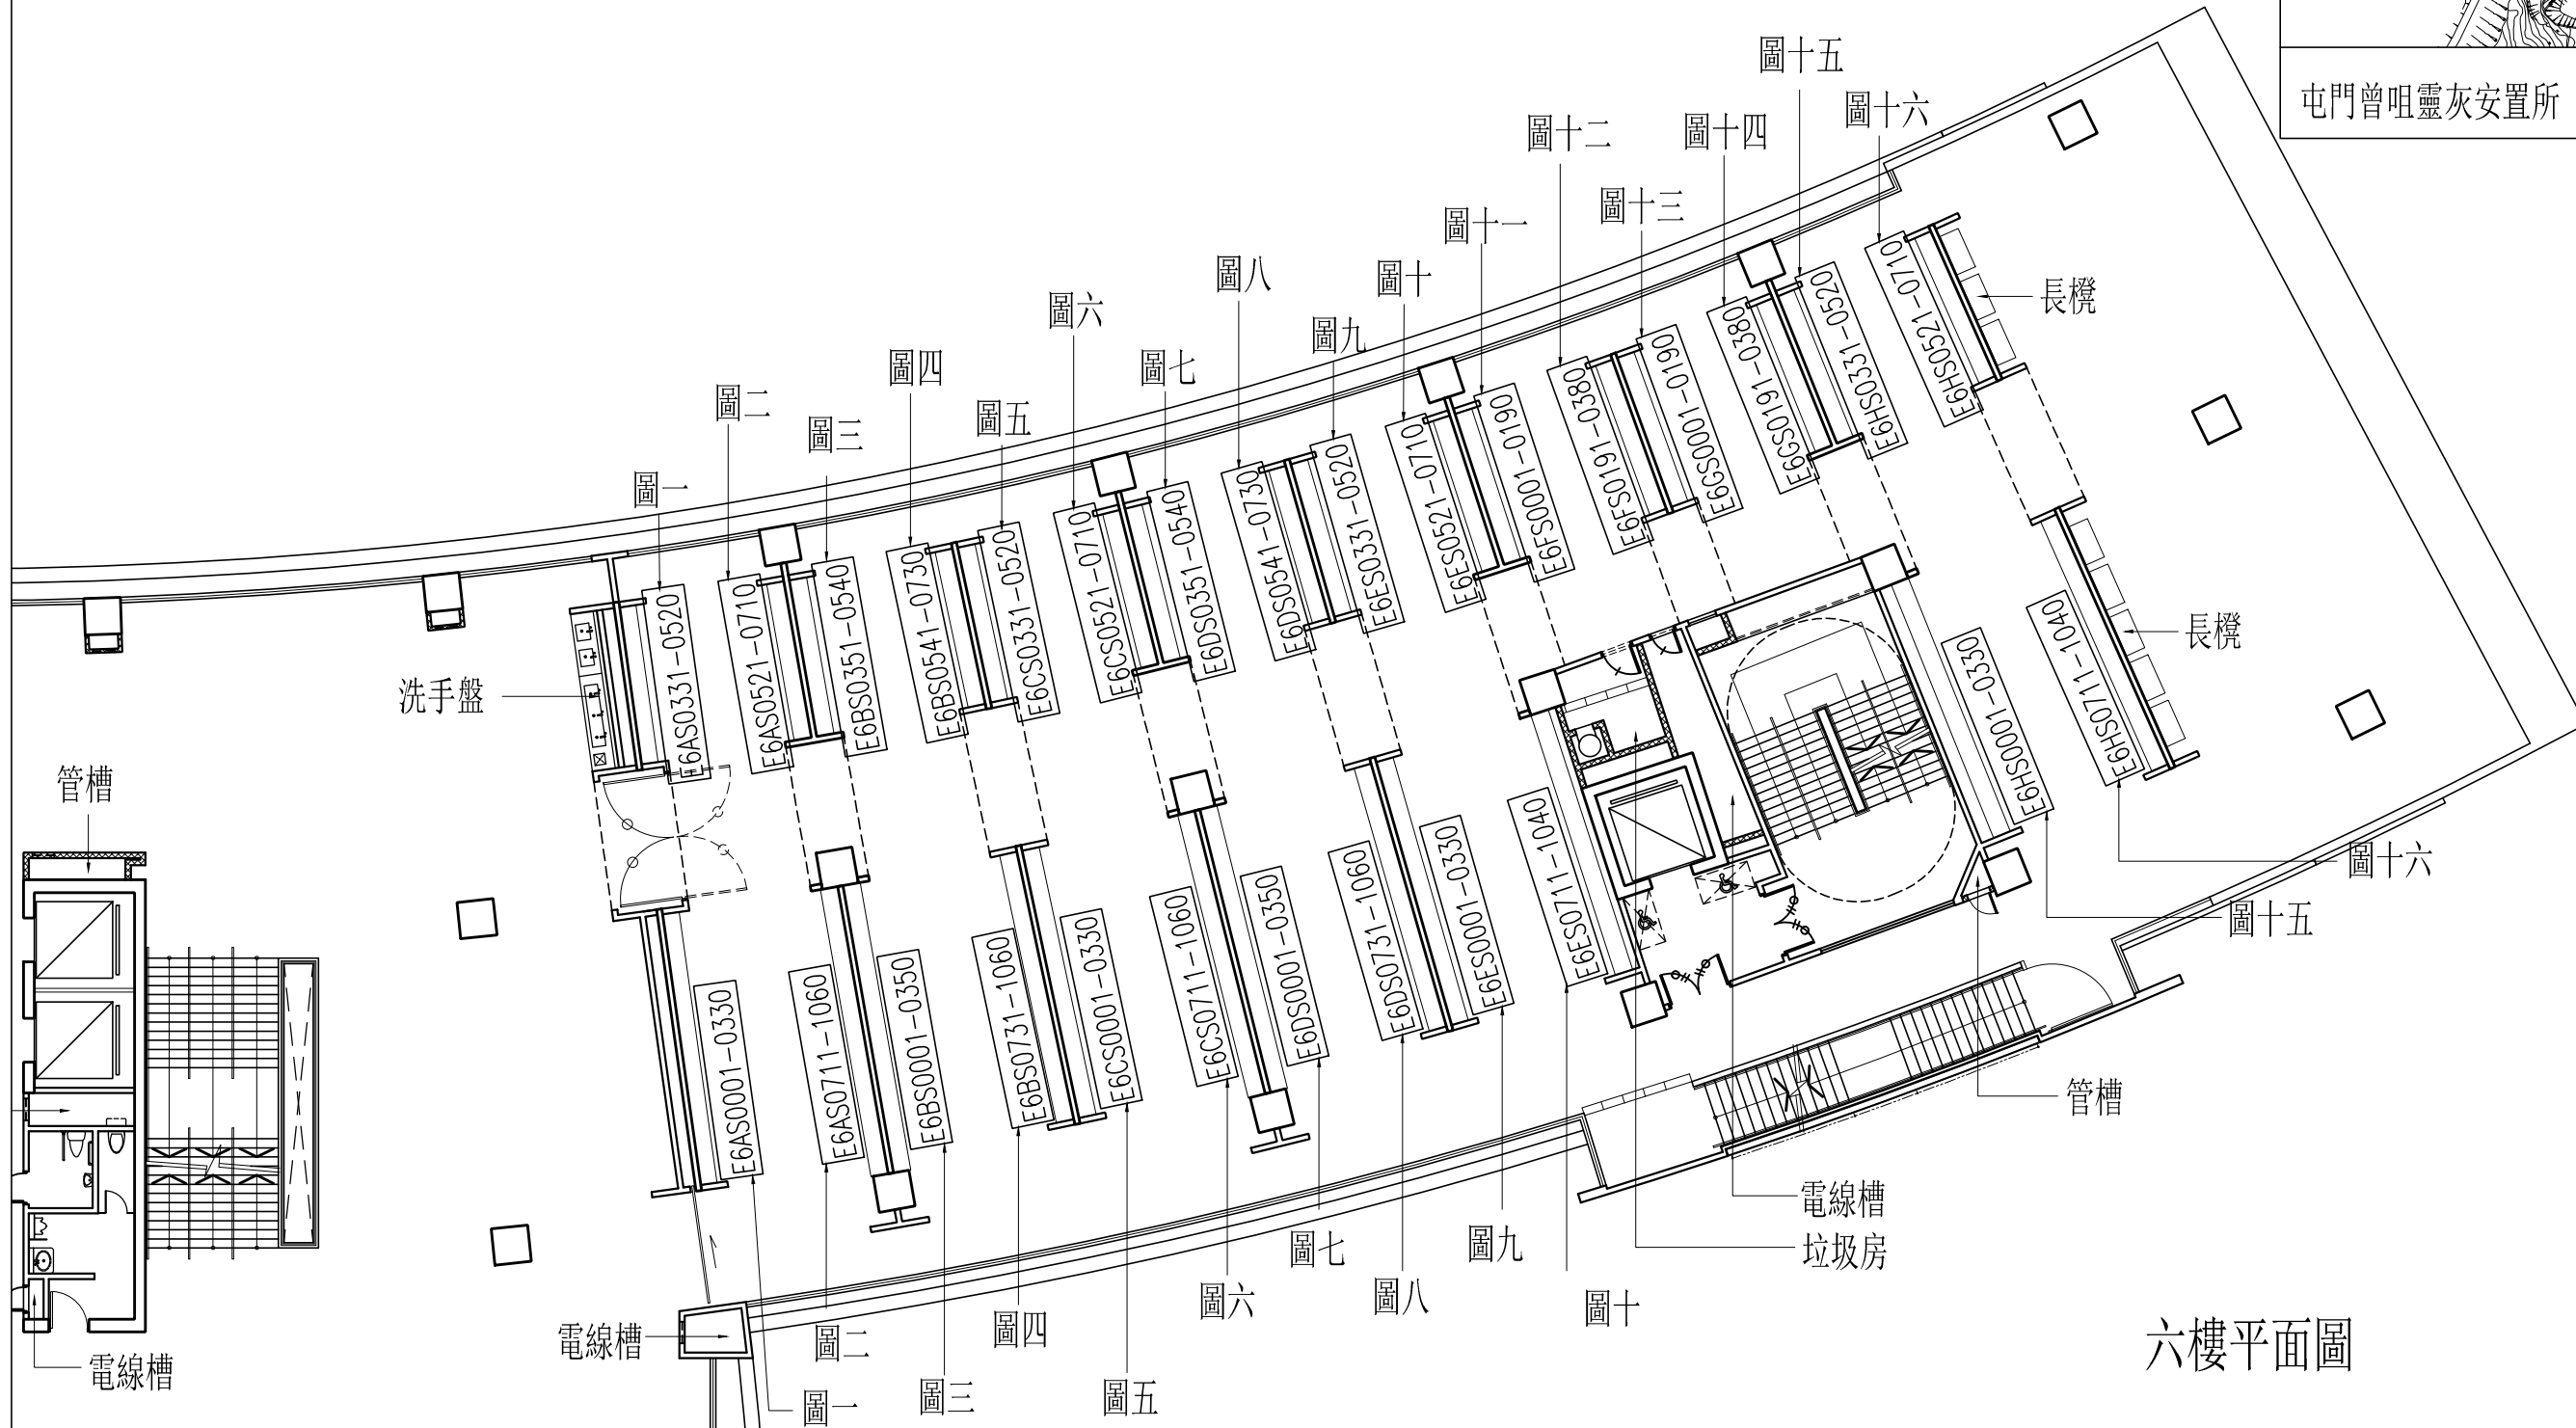 屯門曾咀靈灰安置所
圖十五
圖十六
圖十二
圖十四
圖十三
圖十一
圖八
圖十
圖六
圖九
圖四
圖七
圖二
圖五
圖三
圖一
長櫈
長櫈
洗手盤
管槽
E6AS0331-0520
E6AS0521-0710
E6BS0351-0540
E6BS0541-0730
E6CS0331-0520
E6CS0521-0710
E6DS0351-0540
E6DS0541-0730
E6ES0331-0520
E6ES0521-0710
E6FS0001-0190
E6FS0191-0380
E6GS0001-0190
E6GS0191-0380
E6HS0331-0520
E6HS0521-0710
E6AS0001-0330
E6AS0711-1060
E6BS0001-0350
E6BS0731-1060
E6CS0001-0330
E6CS0711-1060
E6DS0001-0350
E6DS0731-1060
E6ES0001-0330
E6ES0711-1040
E6HS0001-0330
E6HS0711-1040
圖十六
圖十五
管槽
電線槽
垃圾房
圖十
圖九
圖八
圖七
圖六
圖五
圖四
圖三
圖二
圖一
電線槽
電線槽
六樓平面圖